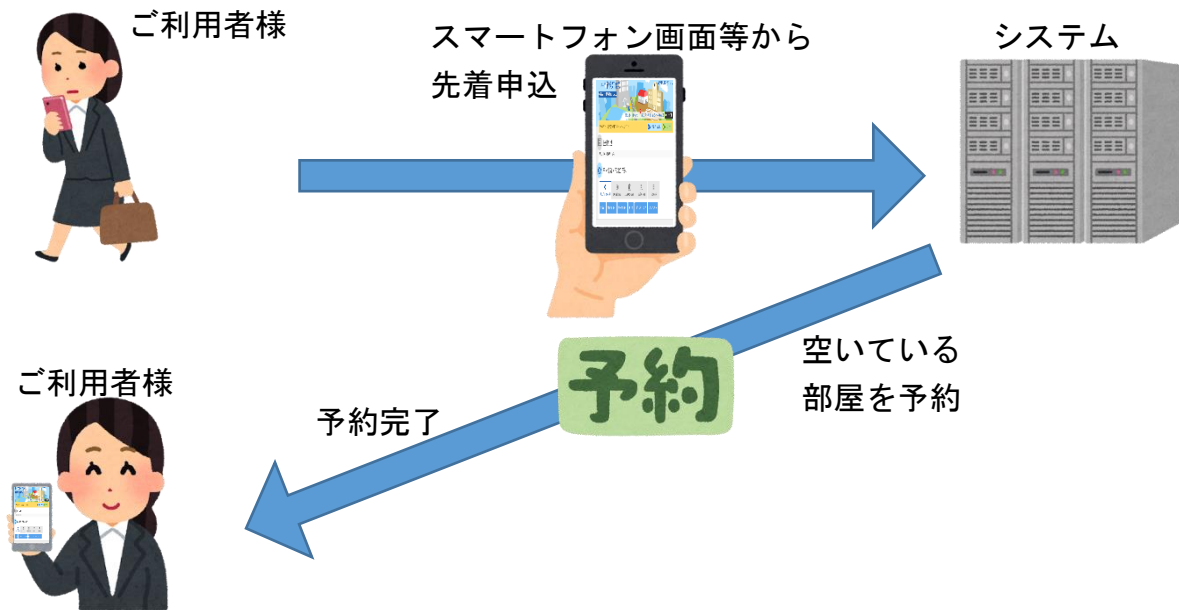 ご利用者様
スマートフォン画面等から
先着申込
システム
空いている
部屋を予約
予約
予約完了
ご利用者様